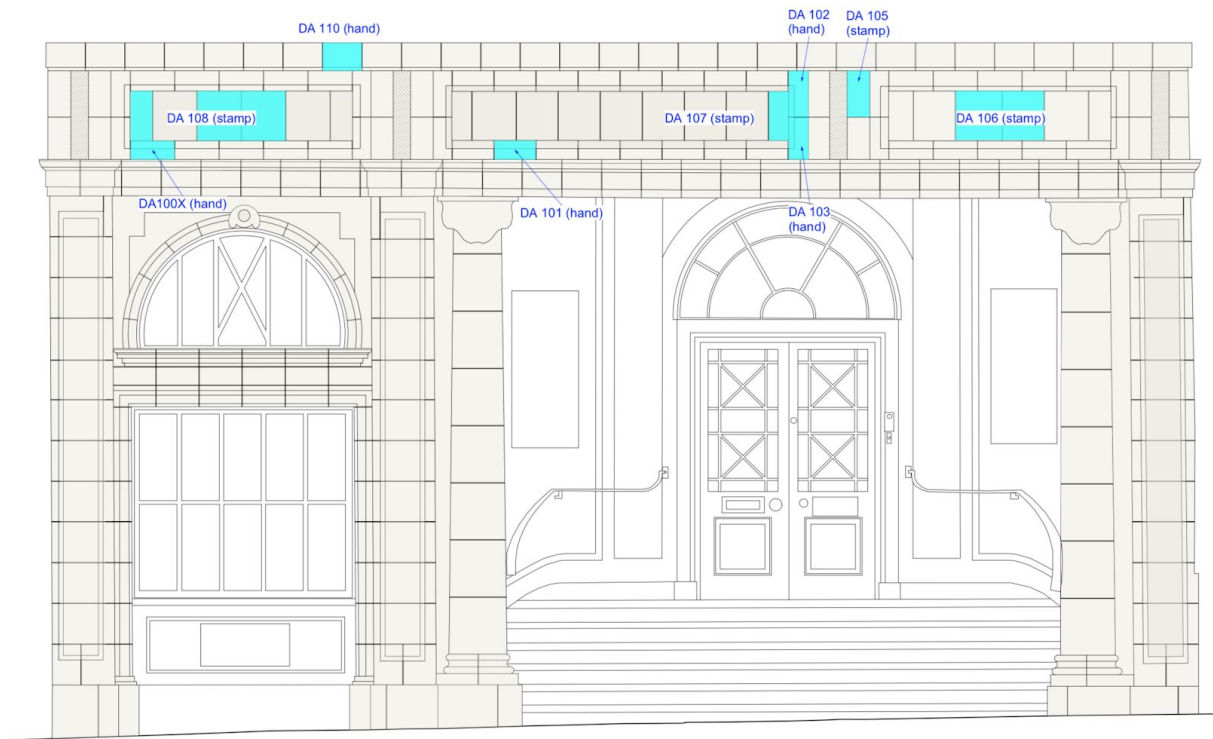 DA 110 (hand)
DA 102
(hand)
DA 105
(stamp)
DA 108 (stamp)
DA 107 (stamp)
DA 106 (stamp)
DA100X (hand)
DA 101 (hand)
DA 103
(hand)